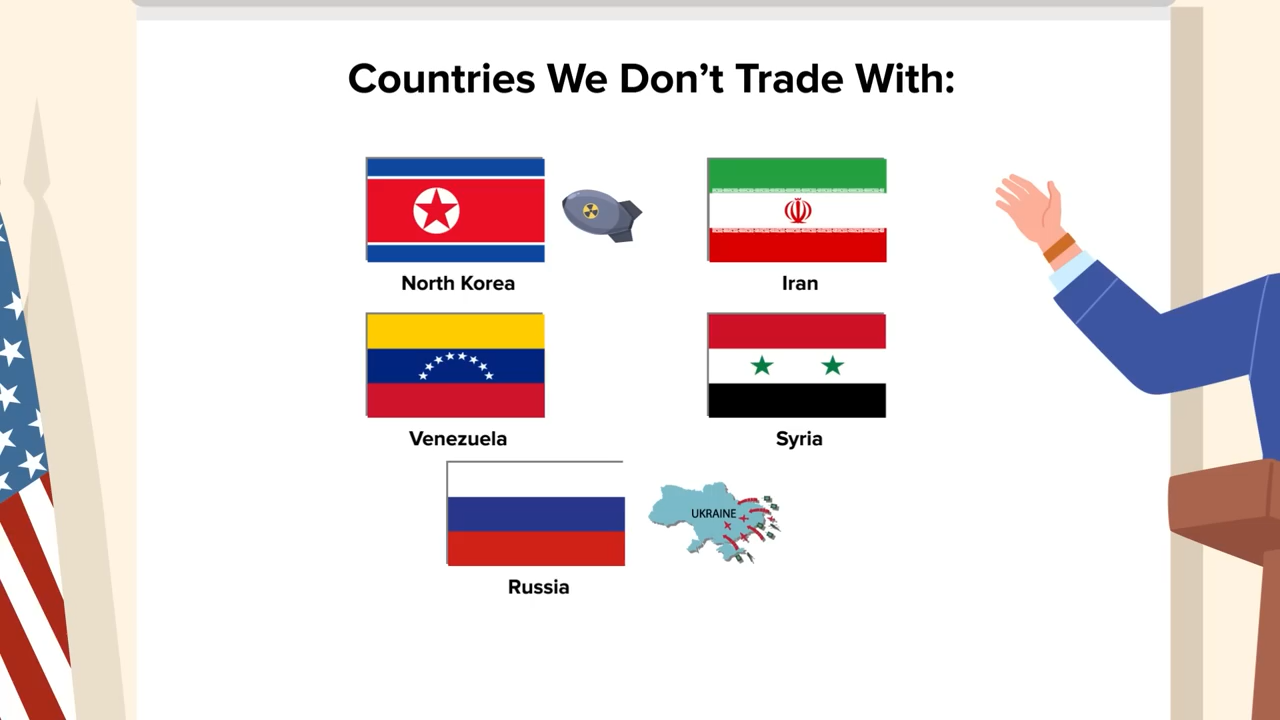 Countries We Don’t Trade With:
North Korea
Iran
Venezuela
Syria
UKRAINE
Russia